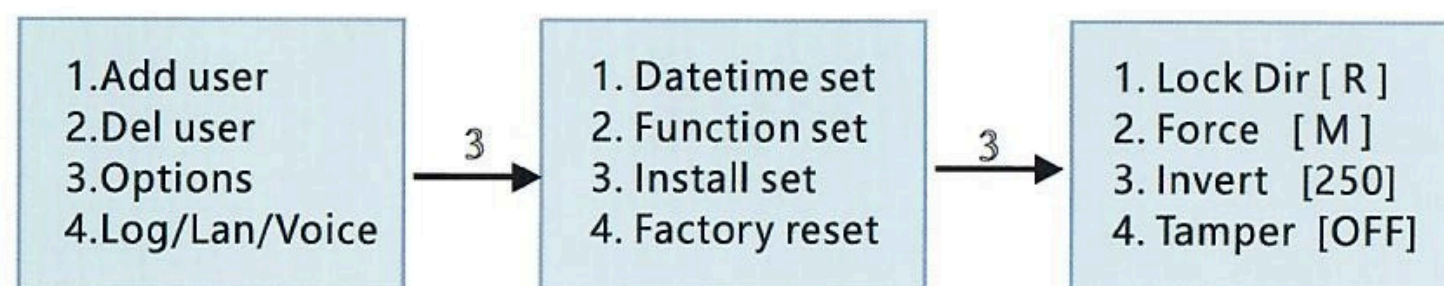 1.Add user
2.Del user
3.Options
4.Log/Lan/Voice
3
1. Datetime set
2. Function set
3. Install set
4. Factory reset
3
1. Lock Dir [ R ]
2. Force [ M ]
3. Invert [250]
4. Tamper [OFF]